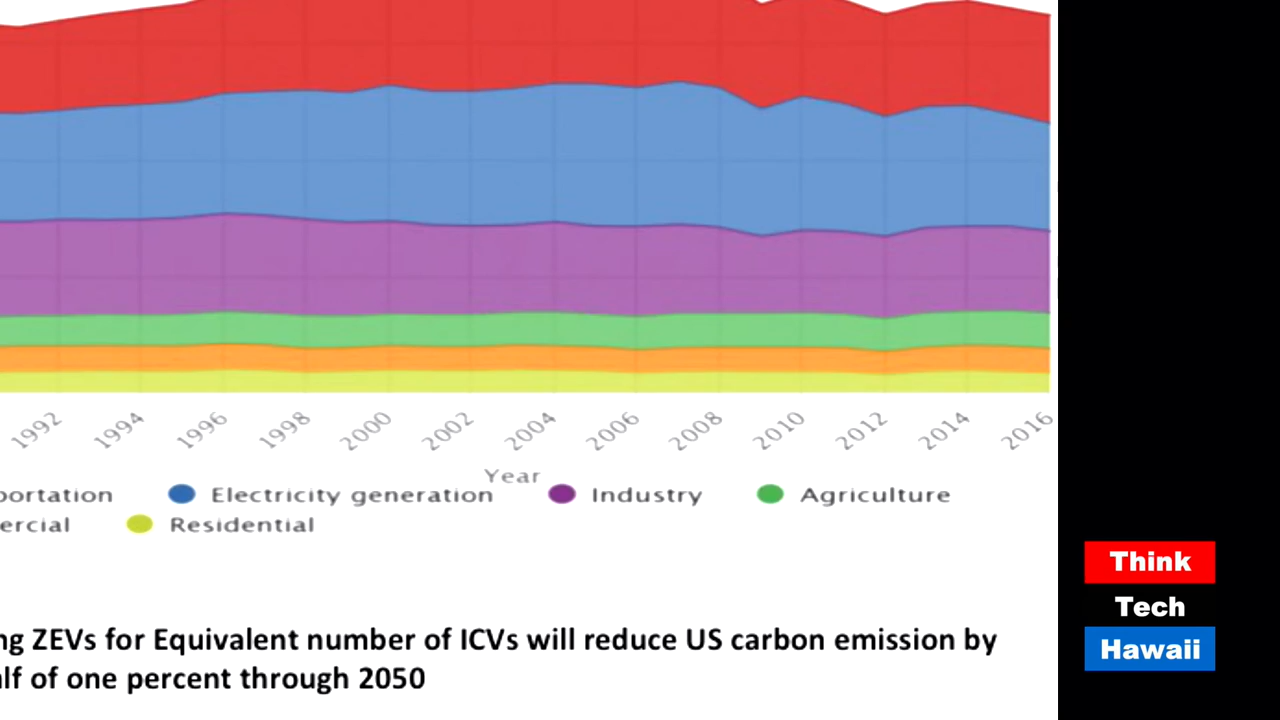 1992 1994 1996 1998 2000 2002 2004 2006 2008 2010 2012 2014 2016
Year
portation Electricity generation Industry Agriculture
ercial Residential
ng ZEVs for Equivalent number of ICVs will reduce US carbon emission by
alf of one percent through 2050
Think
Tech
Hawaii